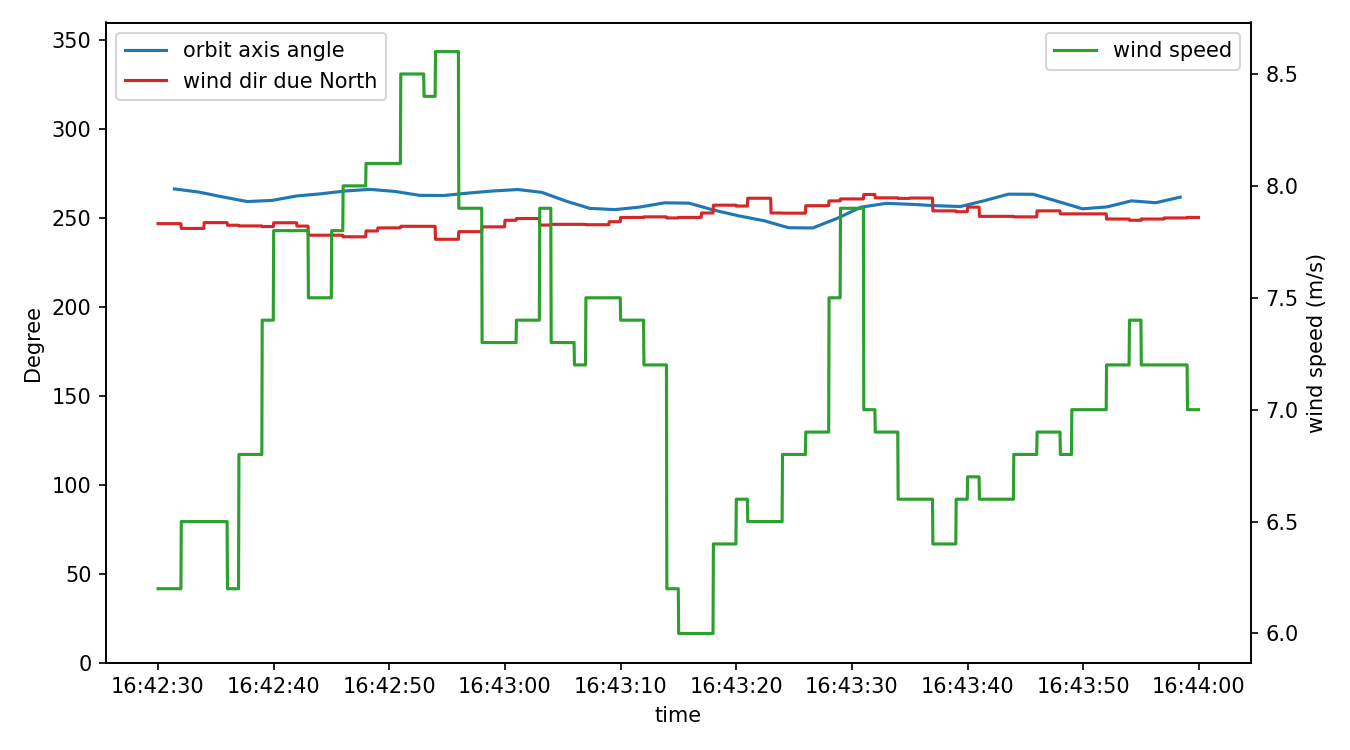 orbit axis angle
wind dir due North
wind speed
350
300
250
200
150
100
50
0
Degree
8.5
8.0
7.5
7.0
6.5
6.0
wind speed (m/s)
16:42:30 16:42:40 16:42:50 16:43:00 16:43:10 16:43:20 16:43:30 16:43:40 16:43:50 16:44:00
time